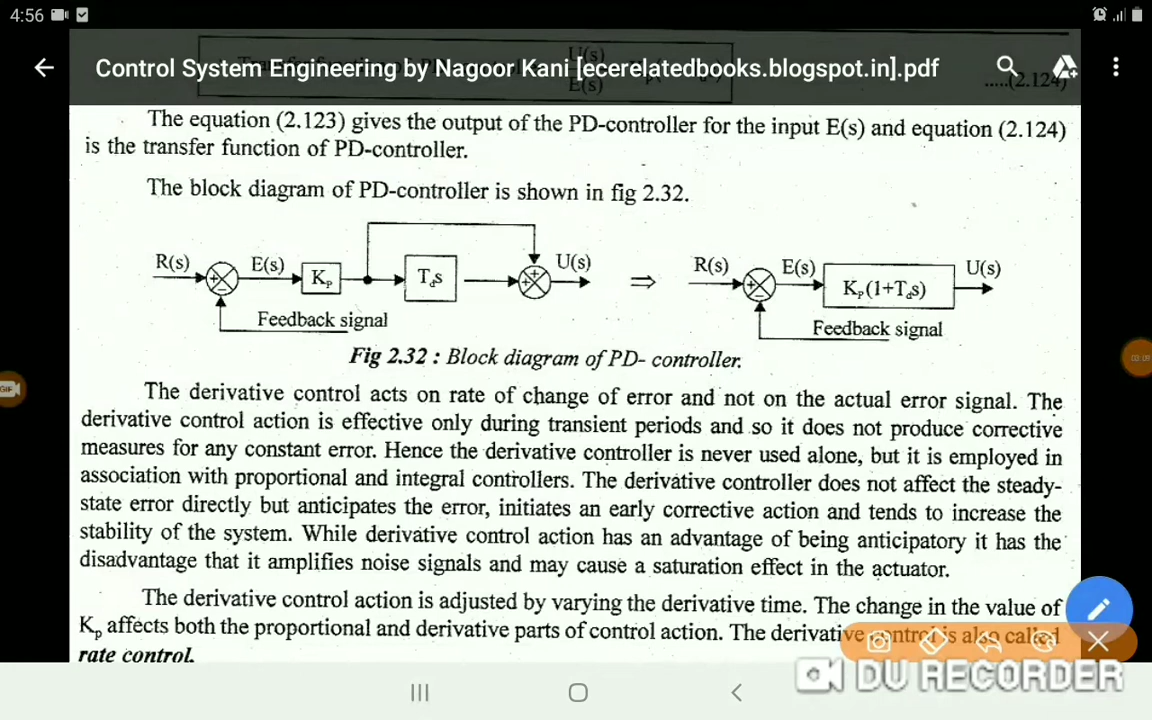 4:56
Control System Engineering by Nagoor Kani [ecerelatedbooks.blogspot.in].pdf
U(s)
E(s)
.....(2.124)
The equation (2.123) gives the output of the PD-controller for the input E(s) and equation (2.124)
is the transfer function of PD-controller.
The block diagram of PD-controller is shown in fig 2.32.
R(s) E(s) Kp Tds U(s) ⇒ R(s) E(s) Kp(1+Tds) U(s)
Feedback signal Feedback signal
Fig 2.32 : Block diagram of PD- controller.
The derivative control acts on rate of change of error and not on the actual error signal. The
derivative control action is effective only during transient periods and so it does not produce corrective
measures for any constant error. Hence the derivative controller is never used alone, but it is employed in
association with proportional and integral controllers. The derivative controller does not affect the steady-
state error directly but anticipates the error, initiates an early corrective action and tends to increase the
stability of the system. While derivative control action has an advantage of being anticipatory it has the
disadvantage that it amplifies noise signals and may cause a saturation effect in the actuator.
The derivative control action is adjusted by varying the derivative time. The change in the value of
Kp affects both the proportional and derivative parts of control action. The derivative control is also called
rate control.
GIF
DU RECORDER